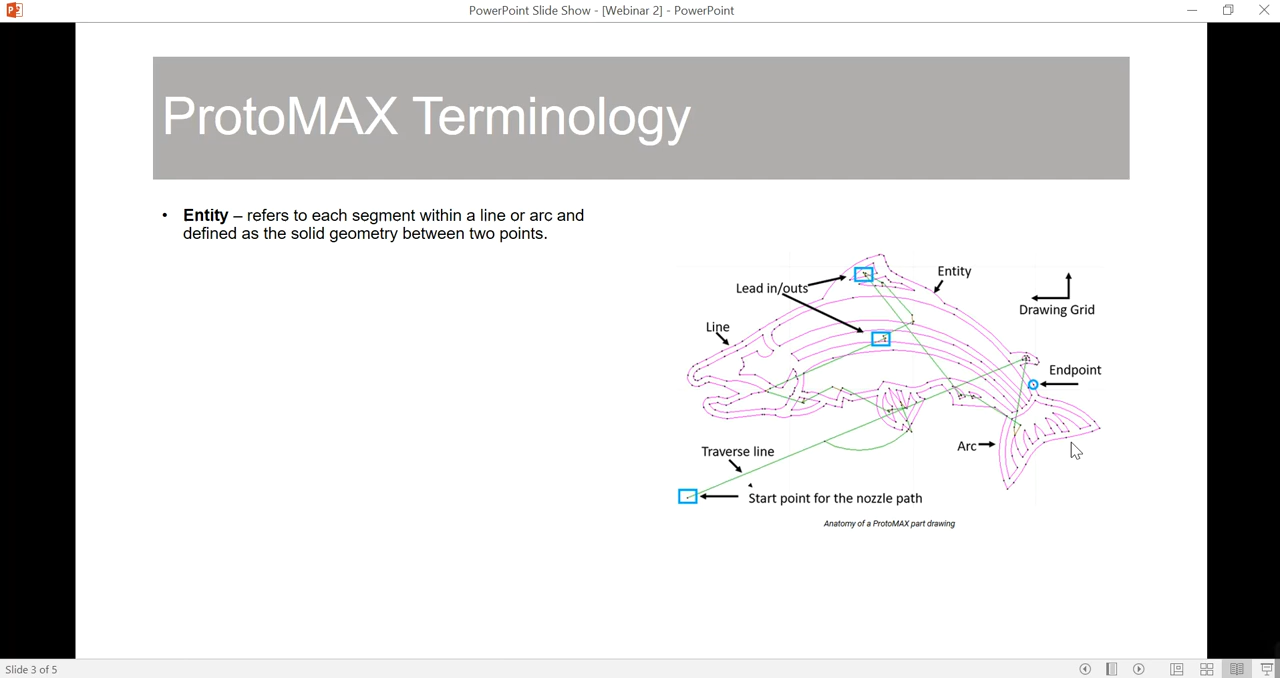 PowerPoint Slide Show - [Webinar 2] - PowerPoint
ProtoMAX Terminology
• Entity – refers to each segment within a line or arc and
defined as the solid geometry between two points.
Entity
Lead in/outs
Drawing Grid
Line
Endpoint
Arc
Traverse line
Start point for the nozzle path
Anatomy of a ProtoMAX part drawing
Slide 3 of 5